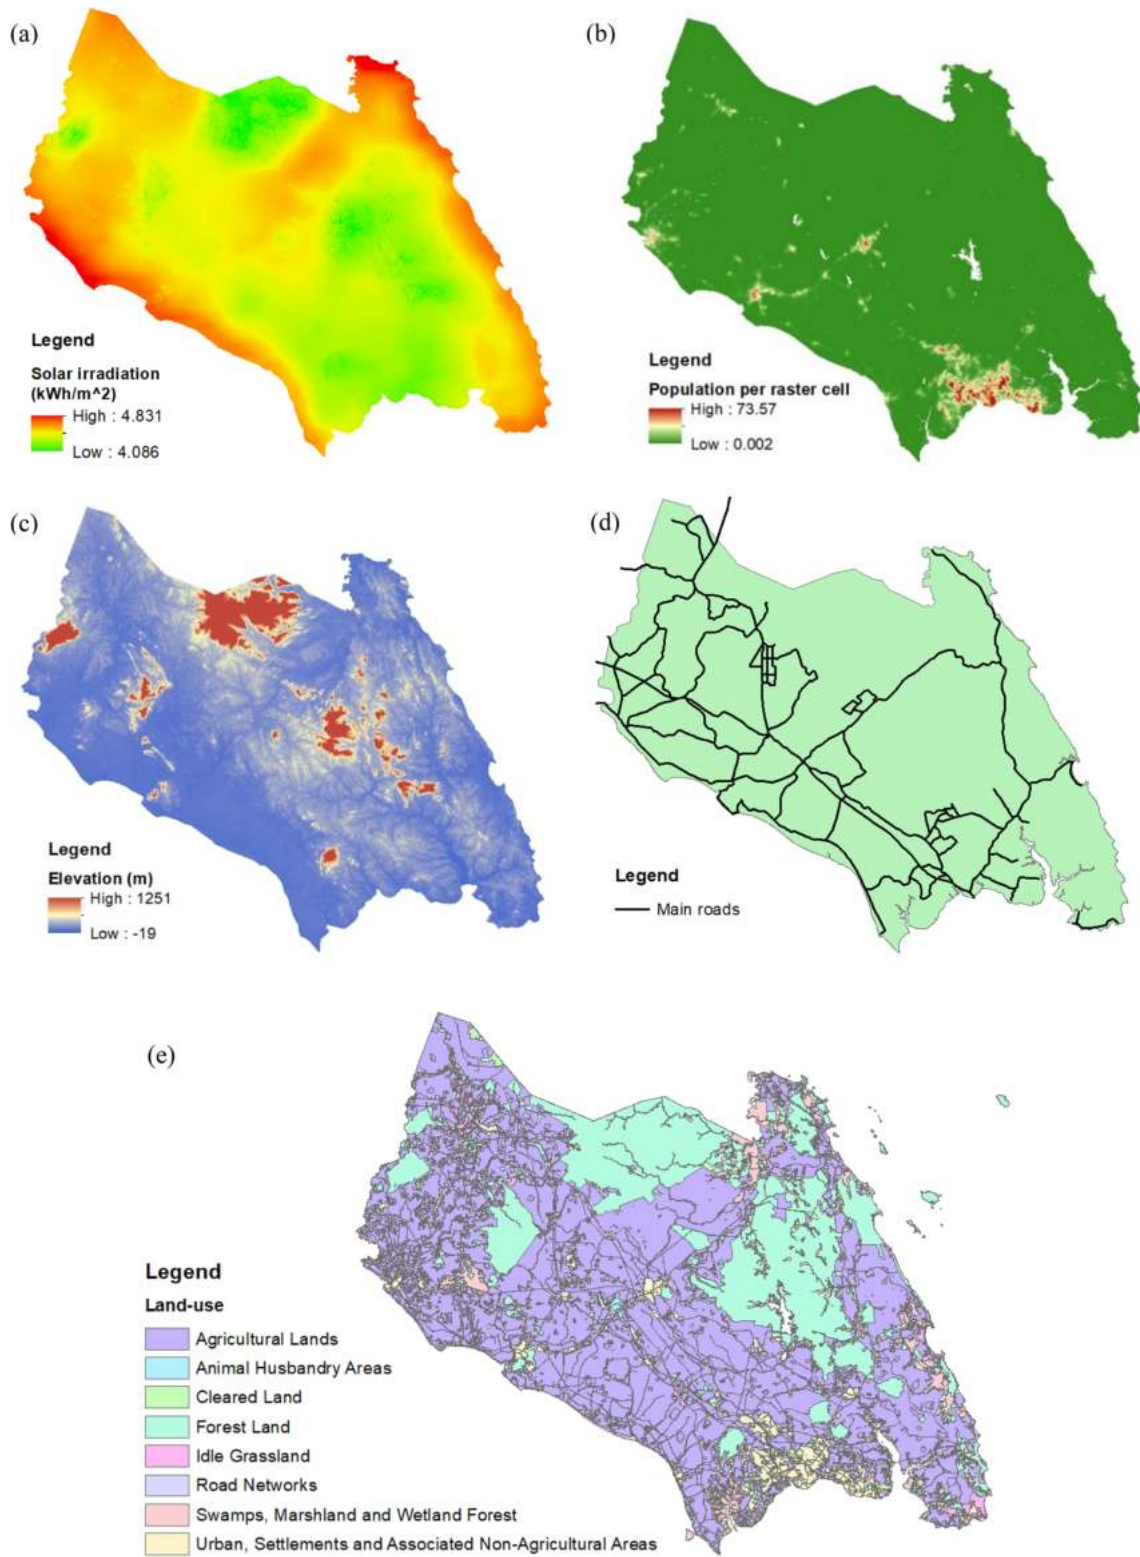 (a)
Legend
Solar irradiation
(kWh/m^2)
High : 4.831
Low : 4.086
(b)
Legend
Population per raster cell
High : 73.57
Low : 0.002
(c)
Legend
Elevation (m)
High : 1251
Low : -19
(d)
Legend
Main roads
(e)
Legend
Land-use
Agricultural Lands
Animal Husbandry Areas
Cleared Land
Forest Land
Idle Grassland
Road Networks
Swamps, Marshland and Wetland Forest
Urban, Settlements and Associated Non-Agricultural Areas